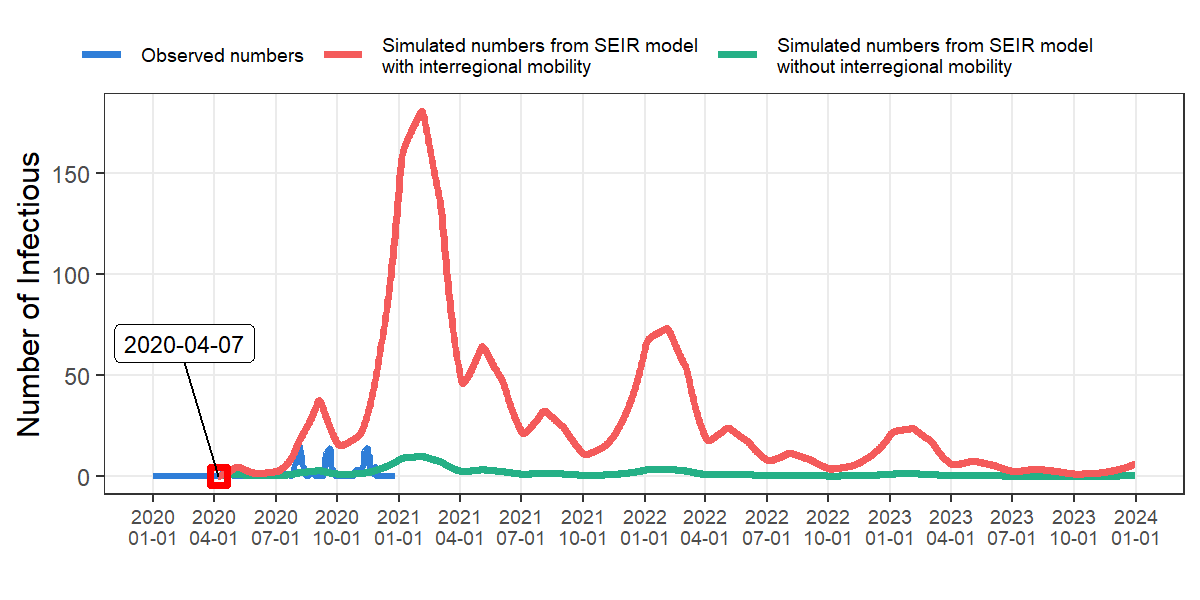 Observed numbers
Simulated numbers from SEIR model
with interregional mobility
Simulated numbers from SEIR model
without interregional mobility
Number of Infectious
150
100
50
0
2020-04-07
2020 2020 2020 2020 2021 2021 2021 2021 2022 2022 2022 2022 2023 2023 2023 2023 2024
01-01 04-01 07-01 10-01 01-01 04-01 07-01 10-01 01-01 04-01 07-01 10-01 01-01 04-01 07-01 10-01 01-01